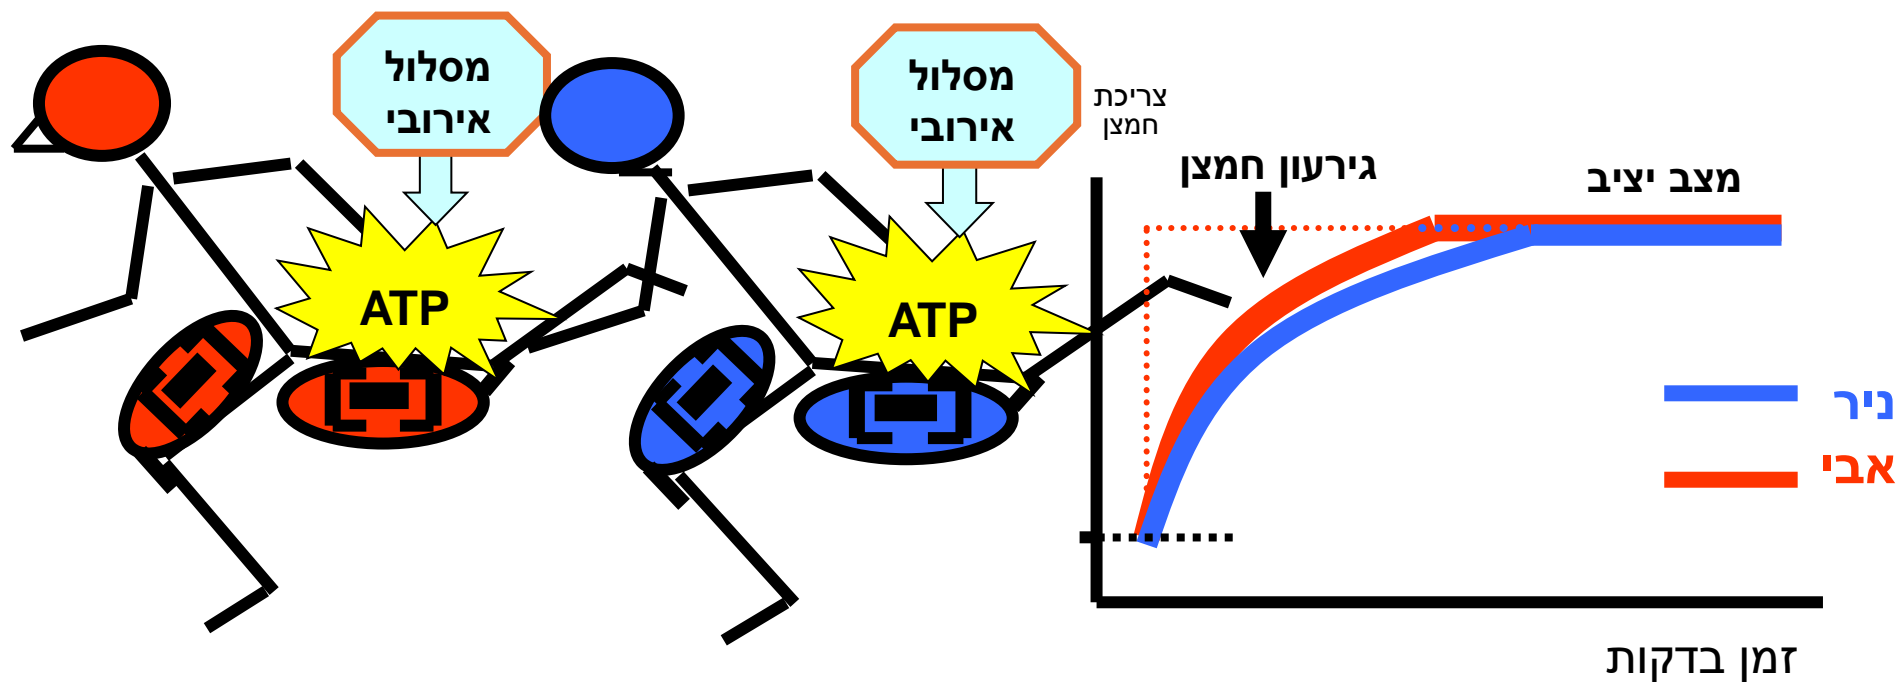 מסלול
אירובי
מסלול
אירובי
ATP
ATP
צריכת
חמצן
גירעון חמצן
מצב יציב
ניר
אבי
זמן בדקות